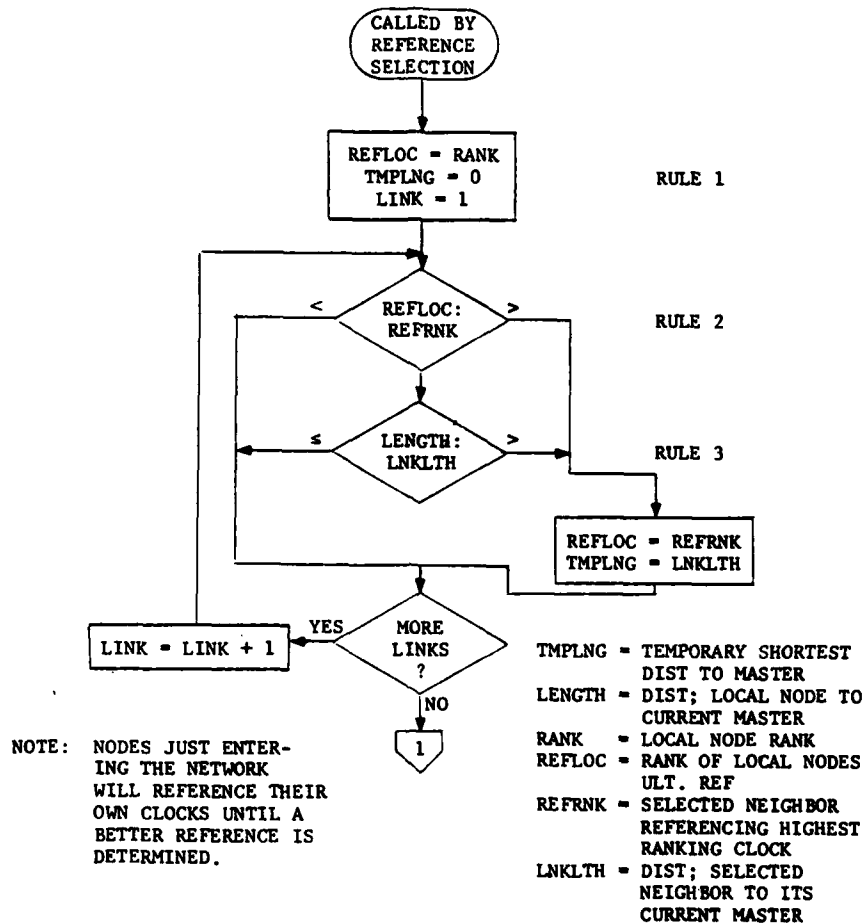 CALLED BY
REFERENCE
SELECTION
REFLOC = RANK
TMPLNG = 0
LINK = 1
RULE 1
<
REFLOC:
REFRNK
>
RULE 2
≤
LENGTH:
LNKLTH
>
RULE 3
REFLOC = REFRNK
TMPLNG = LNKLTH
LINK = LINK + 1
YES
MORE
LINKS
?
NO
1
NOTE: NODES JUST ENTER-
ING THE NETWORK
WILL REFERENCE THEIR
OWN CLOCKS UNTIL A
BETTER REFERENCE IS
DETERMINED.
TMPLNG = TEMPORARY SHORTEST
DIST TO MASTER
LENGTH = DIST; LOCAL NODE TO
CURRENT MASTER
RANK = LOCAL NODE RANK
REFLOC = RANK OF LOCAL NODES
ULT. REF
REFRNK = SELECTED NEIGHBOR
REFERENCING HIGHEST
RANKING CLOCK
LNKLTH = DIST; SELECTED
NEIGHBOR TO ITS
CURRENT MASTER